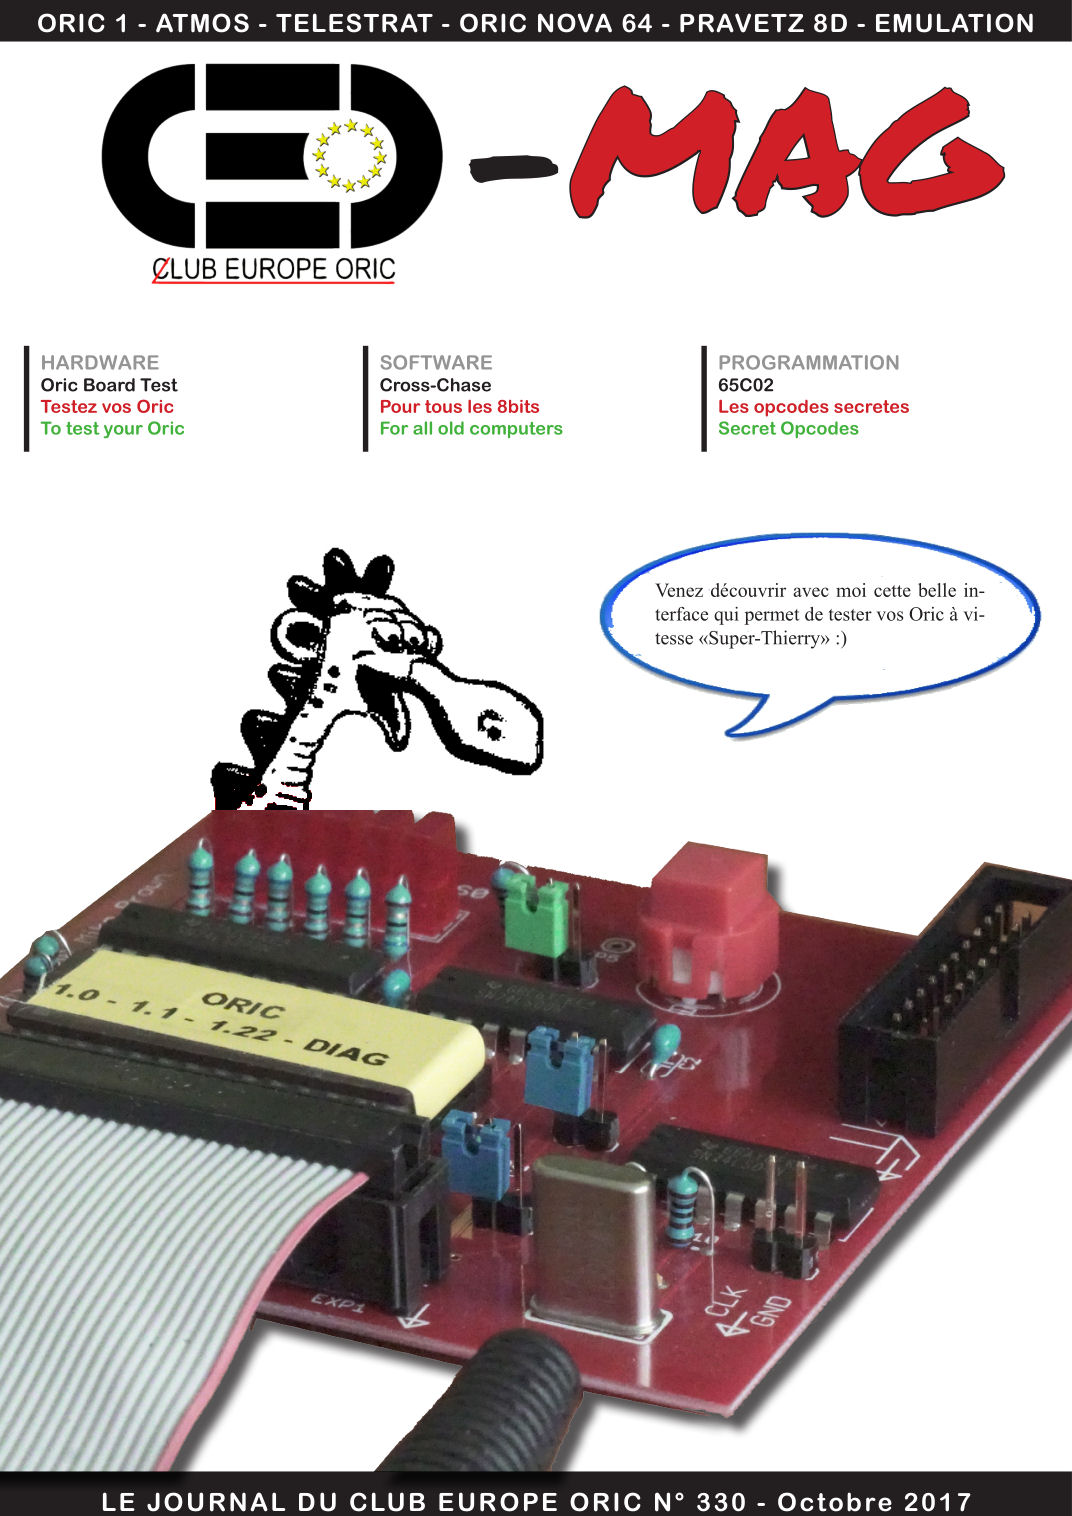 ORIC 1 - ATMOS - TELESTRAT - ORIC NOVA 64 - PRAVETZ 8D - EMULATION
CEO
-MAG
CLUB EUROPE ORIC
HARDWARE
Oric Board Test
Testez vos Oric
To test your Oric
SOFTWARE
Cross-Chase
Pour tous les 8bits
For all old computers
PROGRAMMATION
65C02
Les opcodes secretes
Secret Opcodes
Venez découvrir avec moi cette belle in-
terface qui permet de tester vos Oric à vi-
tesse «Super-Thierry» :)
ORIC
1.0 - 1.1 - 1.22 - DIAG
EXP1
CLK
GND
LE JOURNAL DU CLUB EUROPE ORIC N° 330 - Octobre 2017